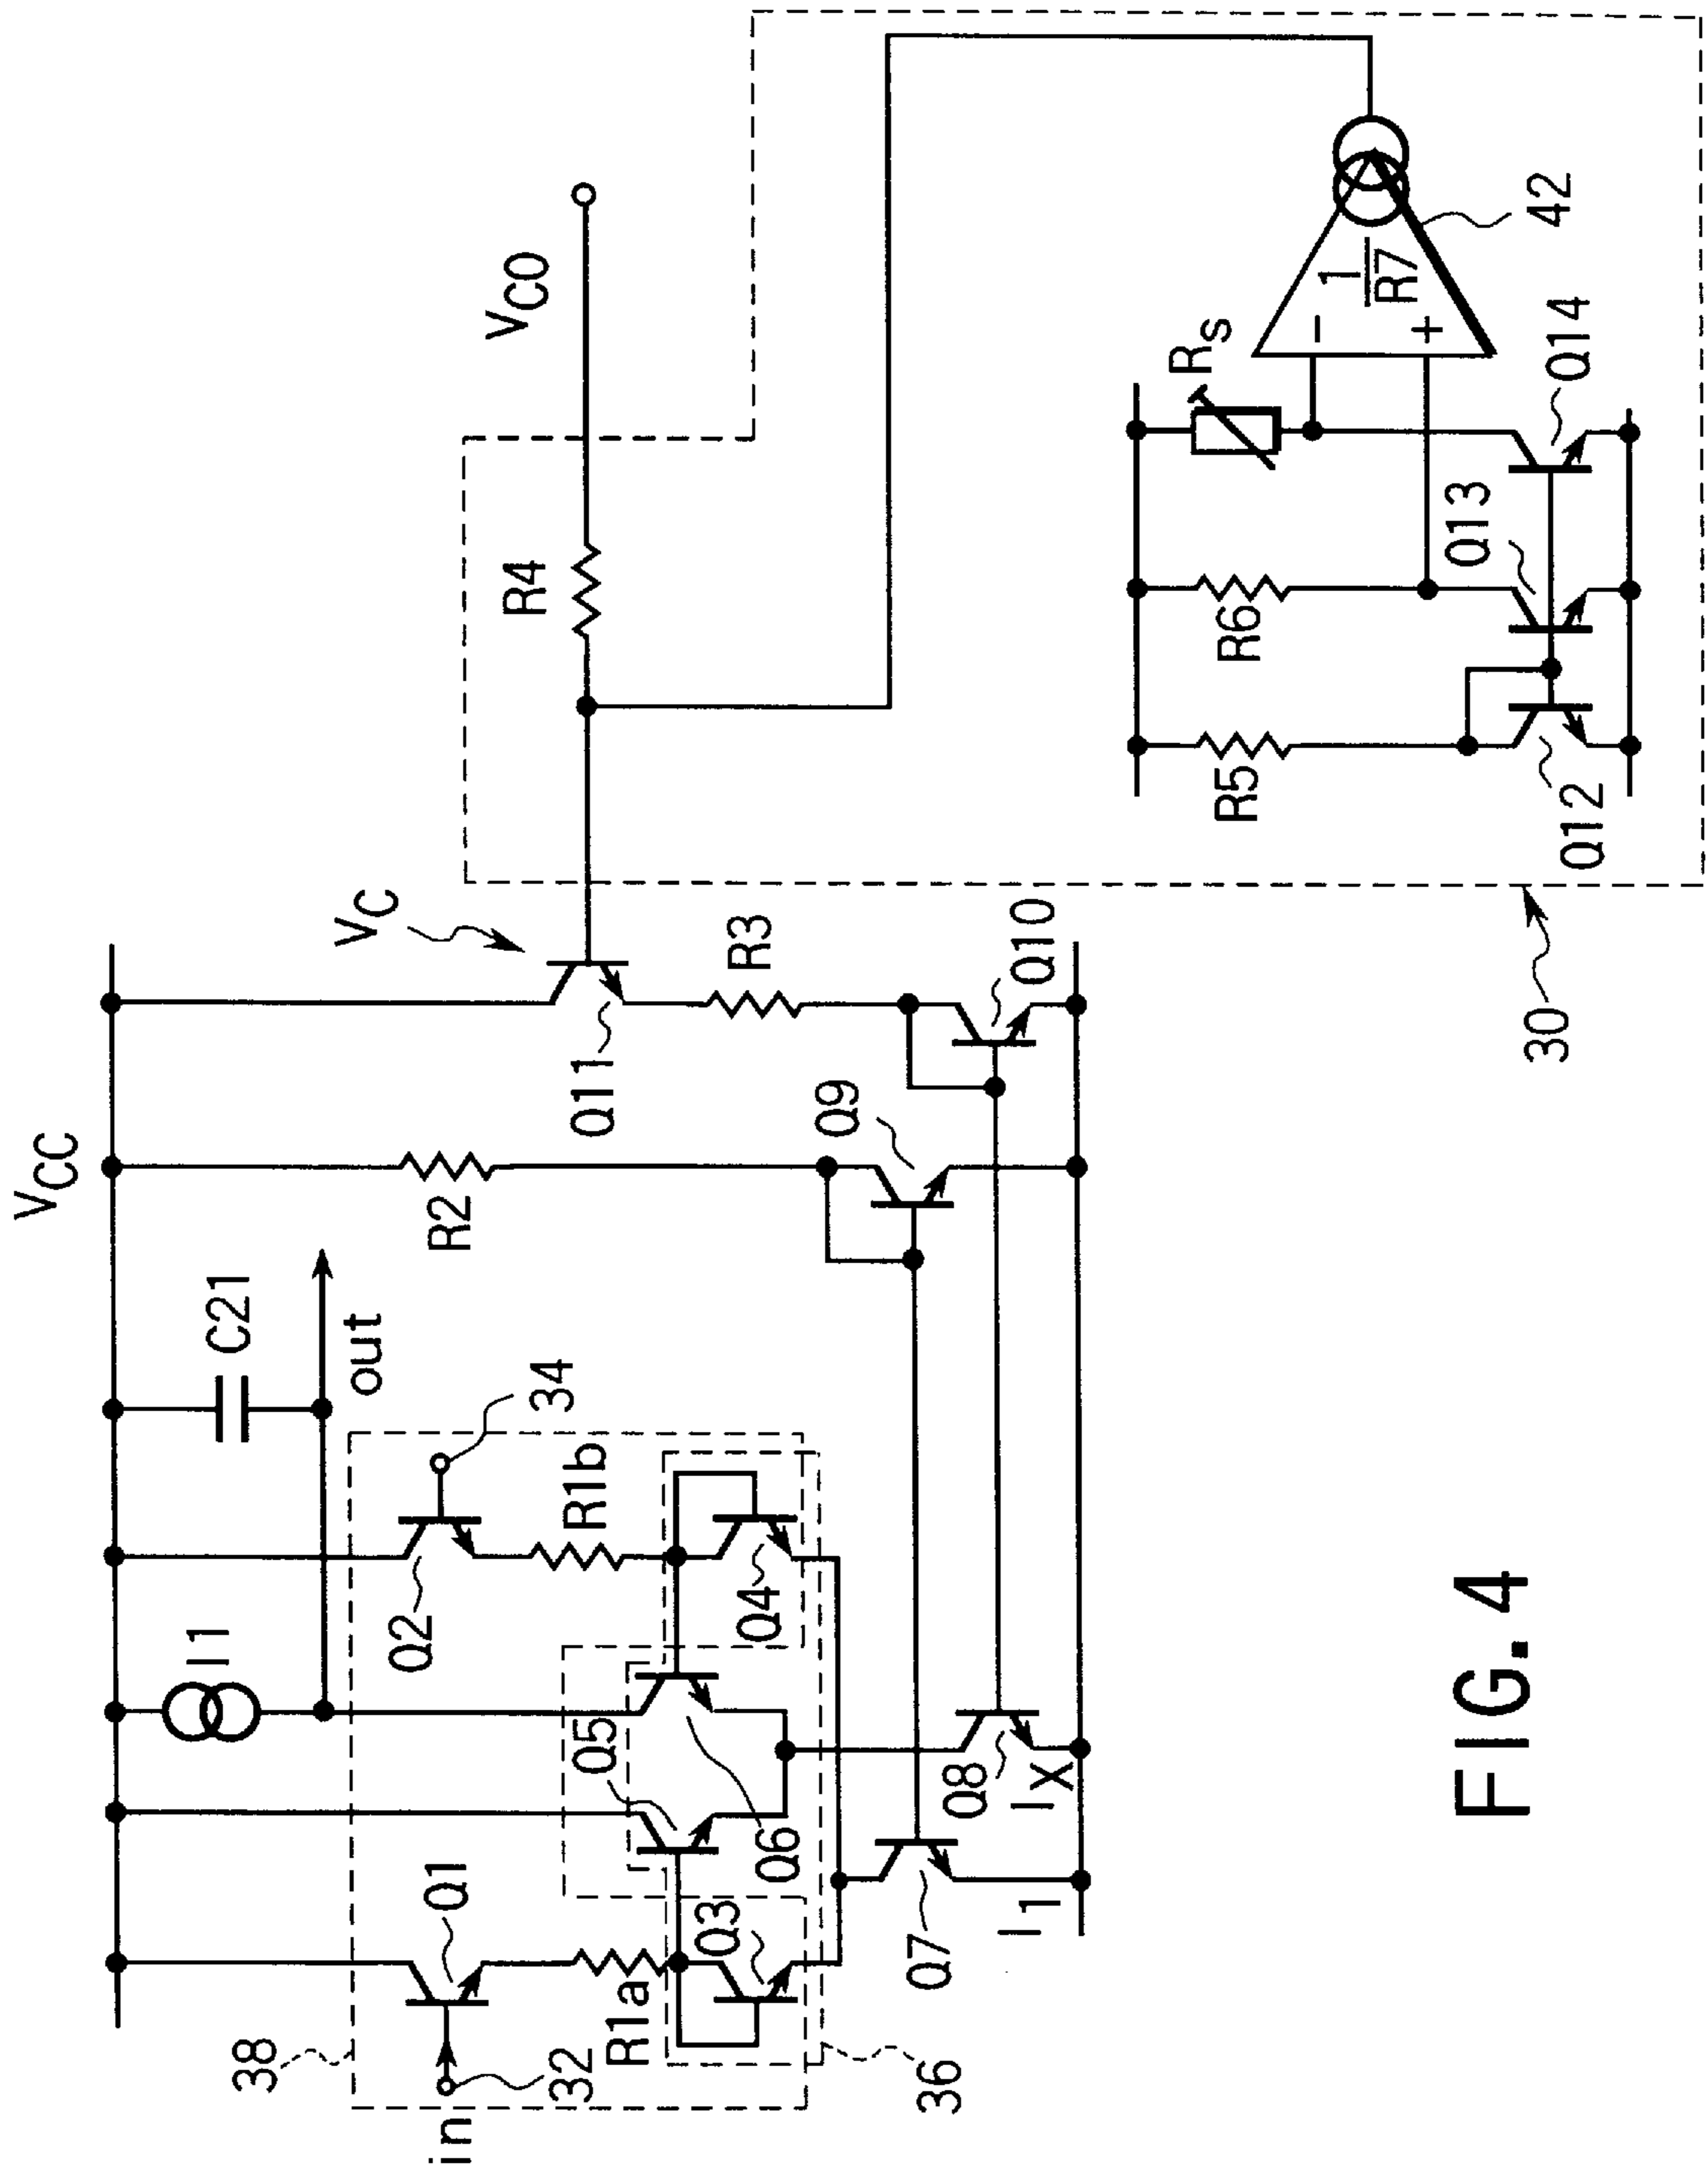 VCC
VC
VCO
I1
C21
out
R2
R3
R4
Q11
38
in
32
Q1
R1a
Q3
36
Q5
Q6
Q2
34
R1b
Q4
Q9
Q10
Q7
I1
Q8
IX
30
R5
R6
RS
Q12
Q13
Q14
1
R7
-
+
42
FIG. 4